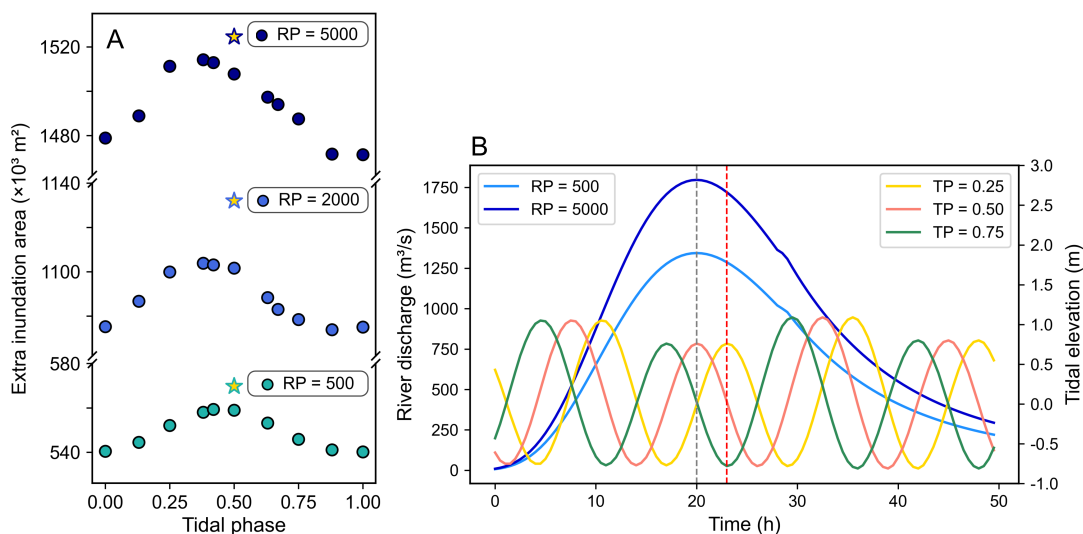 A
RP = 5000
RP = 2000
RP = 500
Extra inundation area (×10³ m²)
1520
1480
1140
1100
580
540
0.00 0.25 0.50 0.75 1.00
Tidal phase
B
RP = 500
RP = 5000
TP = 0.25
TP = 0.50
TP = 0.75
River discharge (m³/s)
1750
1500
1250
1000
750
500
250
0
3.0
2.5
2.0
1.5
1.0
0.5
0.0
-0.5
-1.0
Tidal elevation (m)
0 10 20 30 40 50
Time (h)